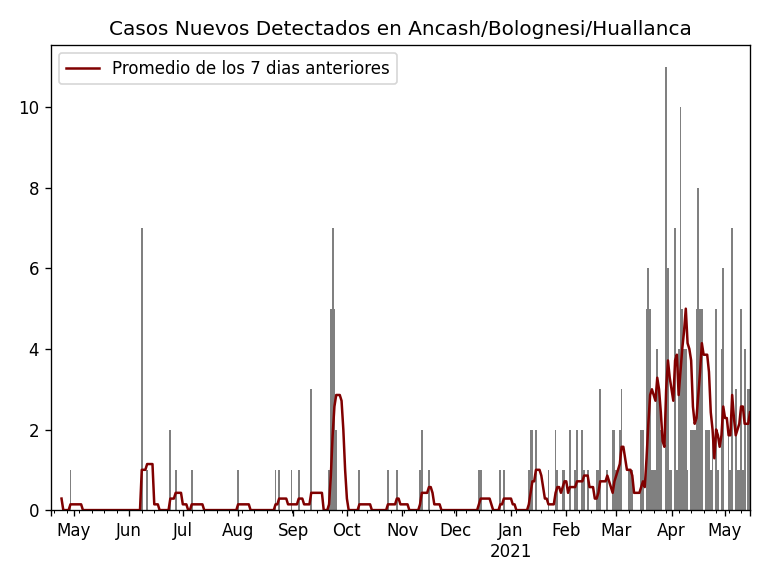 Casos Nuevos Detectados en Ancash/Bolognesi/Huallanca
Promedio de los 7 dias anteriores
10
8
6
4
2
0
May Jun Jul Aug Sep Oct Nov Dec Jan Feb Mar Apr May
2021